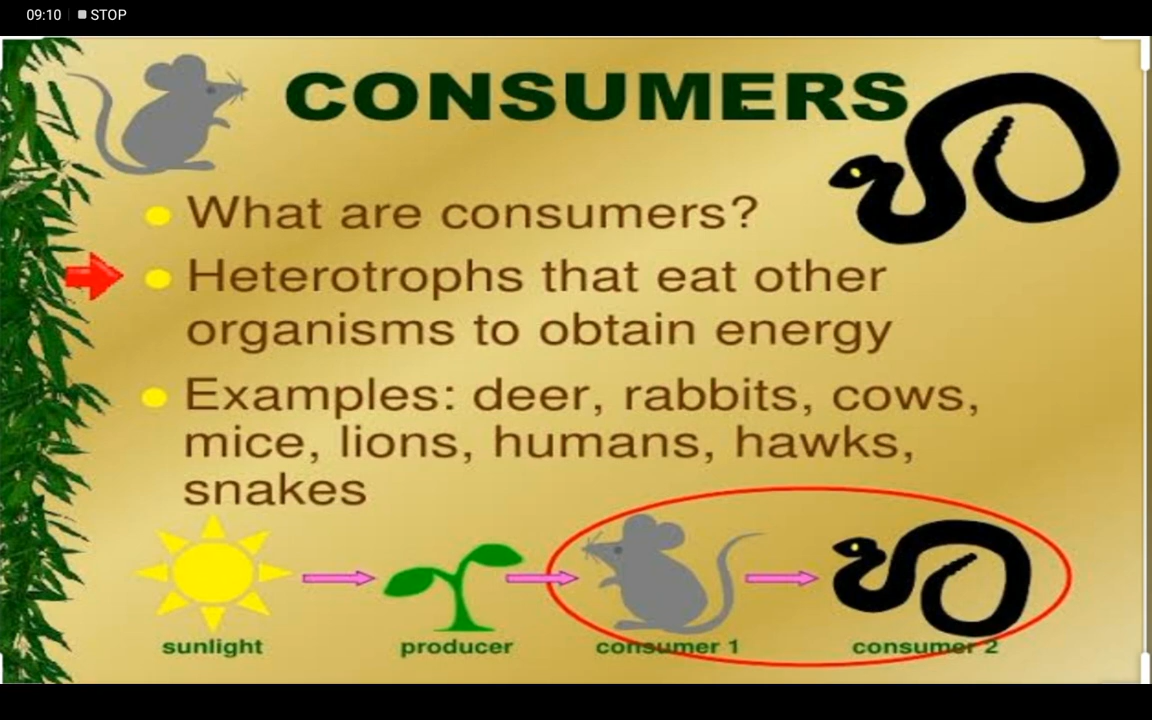 09:10 STOP
CONSUMERS
What are consumers?
Heterotrophs that eat other
organisms to obtain energy
Examples: deer, rabbits, cows,
mice, lions, humans, hawks,
snakes
sunlight producer consumer 1 consumer 2